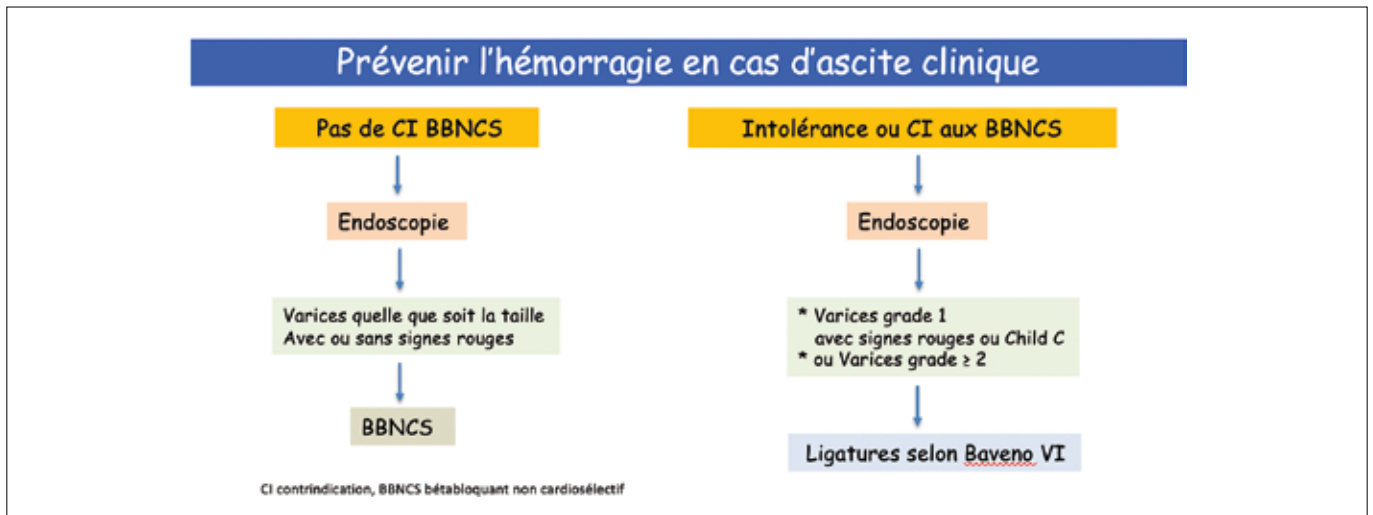 Prévenir l'hémorragie en cas d'ascite clinique
Pas de CI BBNCS
Endoscopie
Varices quelle que soit la taille
Avec ou sans signes rouges
BBNCS
Intolérance ou CI aux BBNCS
Endoscopie
* Varices grade 1
avec signes rouges ou Child C
* ou Varices grade ≥ 2
Ligatures selon Baveno VI
CI contrindication, BBNCS bétabloquant non cardiosélectif